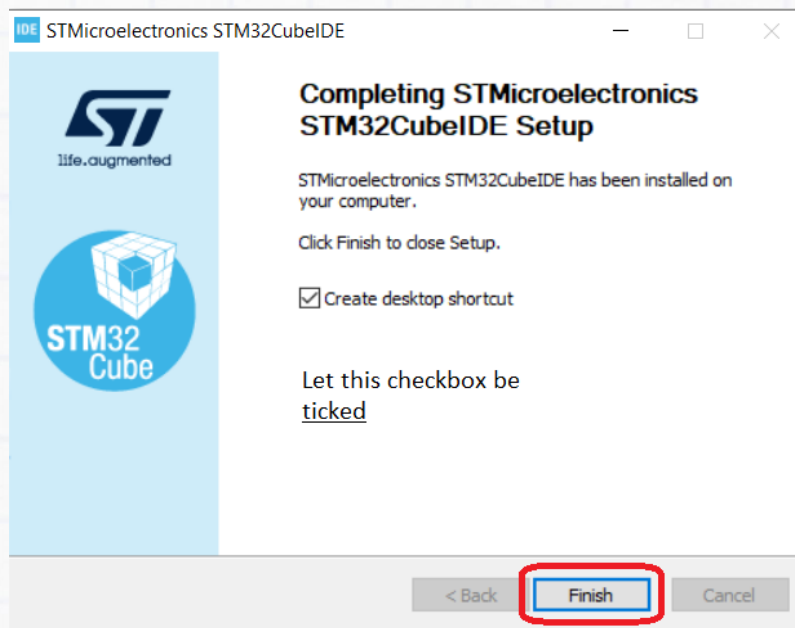 IDE STMicroelectronics STM32CubeIDE
life.augmented
STM32
Cube
Completing STMicroelectronics
STM32CubeIDE Setup
STMicroelectronics STM32CubeIDE has been installed on
your computer.
Click Finish to close Setup.
Create desktop shortcut
Let this checkbox be
ticked
< Back Finish Cancel